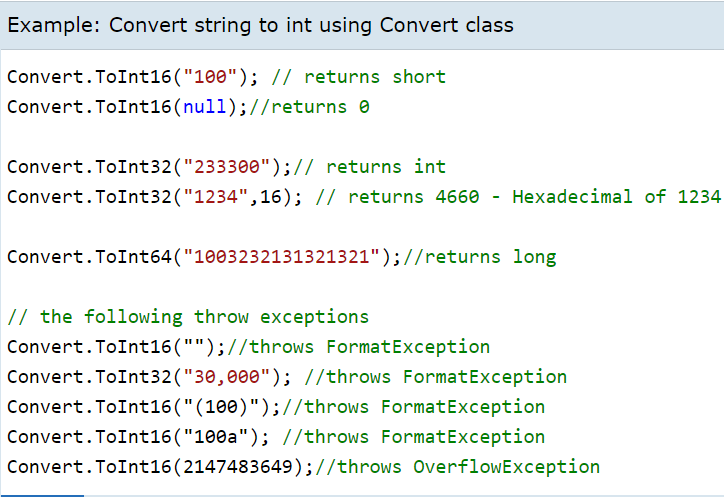 Example: Convert string to int using Convert class
Convert.ToInt16("100"); // returns short
Convert.ToInt16(null);//returns 0
Convert.ToInt32("233300");// returns int
Convert.ToInt32("1234",16); // returns 4660 - Hexadecimal of 1234
Convert.ToInt64("1003232131321321");//returns long
// the following throw exceptions
Convert.ToInt16("");//throws FormatException
Convert.ToInt32("30,000"); //throws FormatException
Convert.ToInt16("(100)");//throws FormatException
Convert.ToInt16("100a"); //throws FormatException
Convert.ToInt16(2147483649);//throws OverflowException